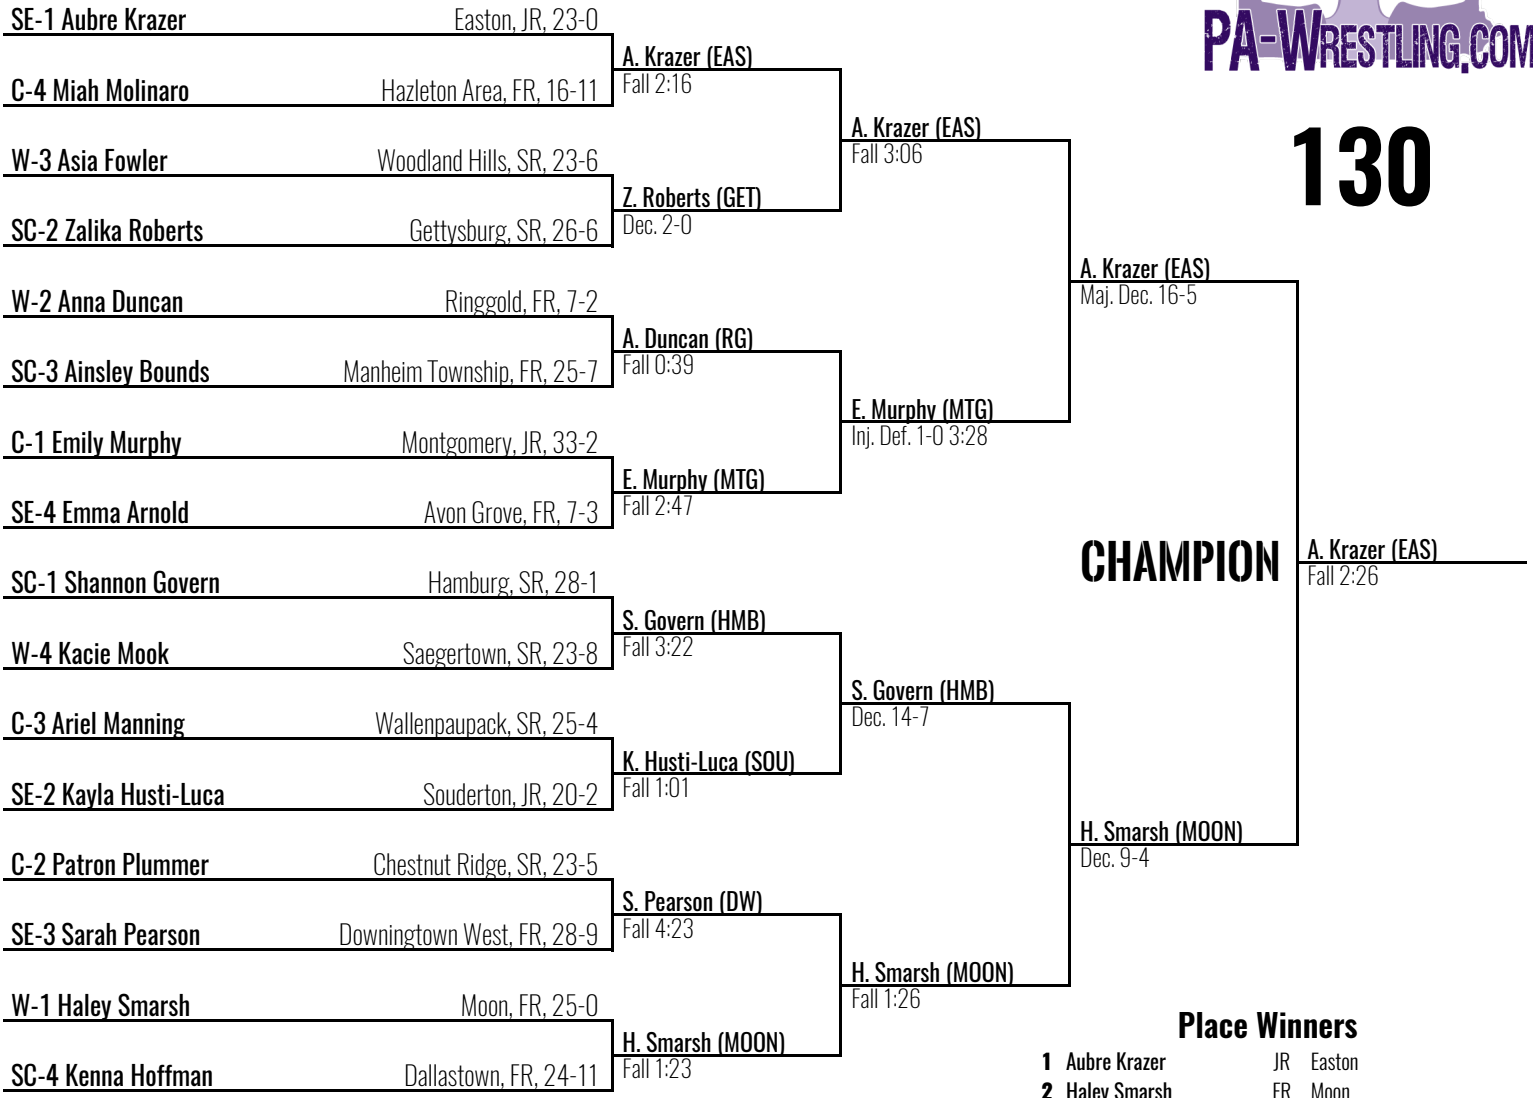 SE-1 Aubre Krazer Easton, JR, 23-0
C-4 Miah Molinaro Hazleton Area, FR, 16-11
W-3 Asia Fowler Woodland Hills, SR, 23-6
SC-2 Zalika Roberts Gettysburg, SR, 26-6
W-2 Anna Duncan Ringgold, FR, 7-2
SC-3 Ainsley Bounds Manheim Township, FR, 25-7
C-1 Emily Murphy Montgomery, JR, 33-2
SE-4 Emma Arnold Avon Grove, FR, 7-3
SC-1 Shannon Govern Hamburg, SR, 28-1
W-4 Kacie Mook Saegertown, SR, 23-8
C-3 Ariel Manning Wallenpaupack, SR, 25-4
SE-2 Kayla Husti-Luca Souderton, JR, 20-2
C-2 Patron Plummer Chestnut Ridge, SR, 23-5
SE-3 Sarah Pearson Downingtown West, FR, 28-9
W-1 Haley Smarsh Moon, FR, 25-0
SC-4 Kenna Hoffman Dallastown, FR, 24-11
A. Krazer (EAS)
Fall 2:16
Z. Roberts (GET)
Dec. 2-0
A. Duncan (RG)
Fall 0:39
E. Murphy (MTG)
Fall 2:47
S. Govern (HMB)
Fall 3:22
K. Husti-Luca (SOU)
Fall 1:01
S. Pearson (DW)
Fall 4:23
H. Smarsh (MOON)
Fall 1:23
A. Krazer (EAS)
Fall 3:06
E. Murphy (MTG)
Inj. Def. 1-0 3:28
S. Govern (HMB)
Dec. 14-7
H. Smarsh (MOON)
Fall 1:26
A. Krazer (EAS)
Maj. Dec. 16-5
H. Smarsh (MOON)
Dec. 9-4
CHAMPION
A. Krazer (EAS)
Fall 2:26
PA-WRESTLING.COM
130
Place Winners
1 Aubre Krazer JR Easton
2 Haley Smarsh FR Moon